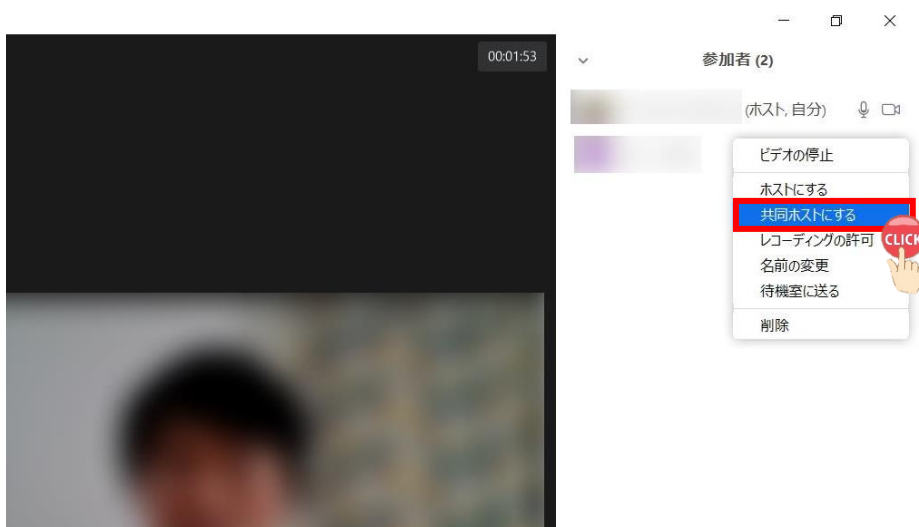 00:01:53
参加者 (2)
(ホスト, 自分)
ビデオの停止
ホストにする
共同ホストにする
レコーディングの許可
CLICK
名前の変更
待機室に送る
削除